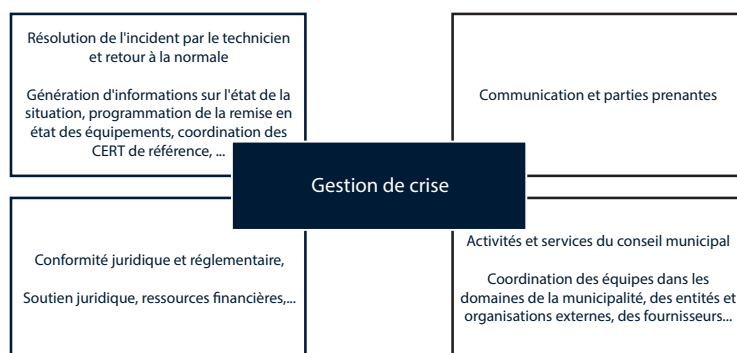 Résolution de l'incident par le technicien
et retour à la normale
Génération d'informations sur l'état de la
situation, programmation de la remise en
état des équipements, coordination des
CERT de référence, ...
Communication et parties prenantes
Gestion de crise
Conformité juridique et réglementaire,
Soutien juridique, ressources financières,...
Activités et services du conseil municipal
Coordination des équipes dans les
domaines de la municipalité, des entités et
organisations externes, des fournisseurs...